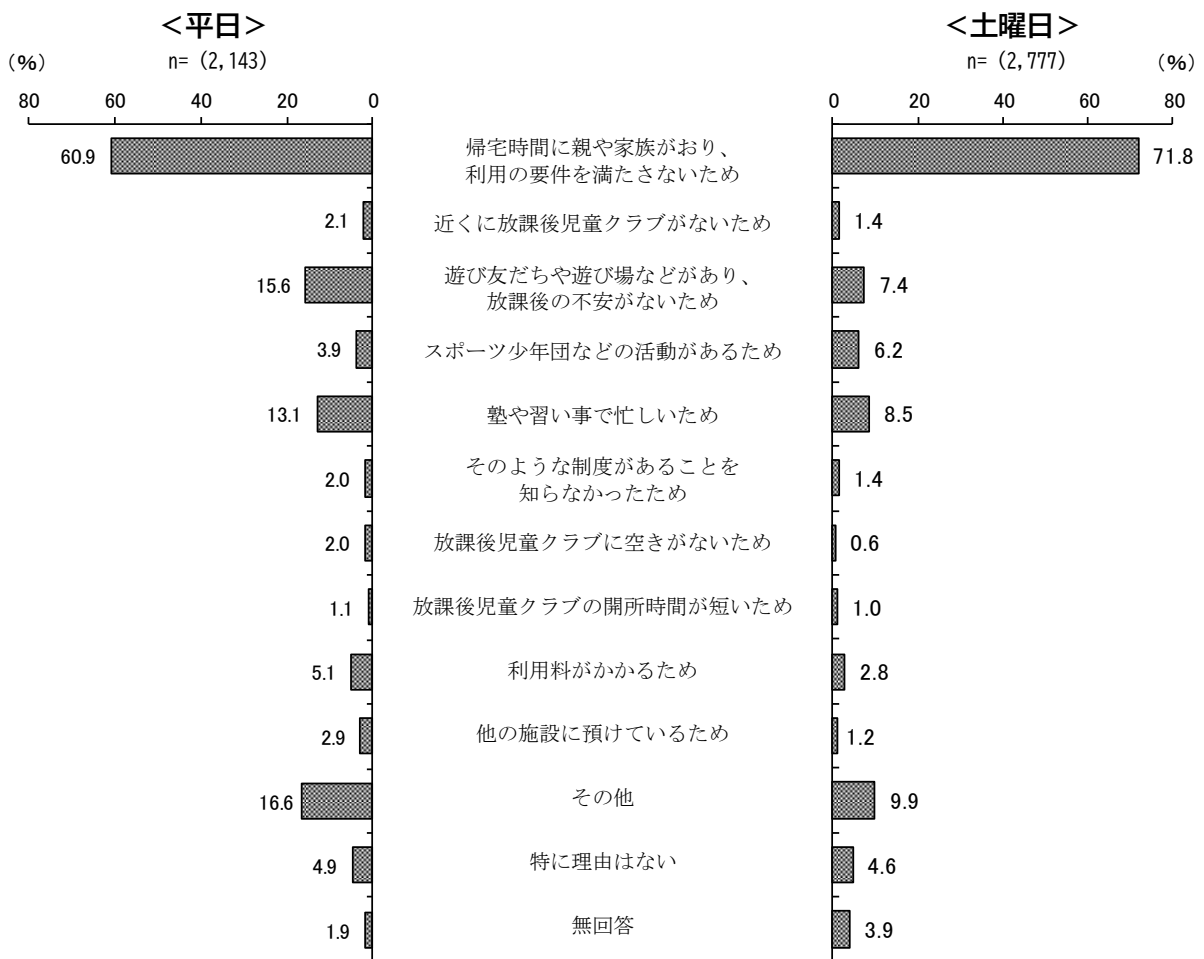 <平日>
<土曜日>
(%)
n= (2,143)
n= (2,777)
(%)
80 60 40 20 0
0 20 40 60 80
60.9
帰宅時間に親や家族がおり、
利用の要件を満たさないため
71.8
2.1
近くに放課後児童クラブがないため
1.4
15.6
遊び友だちや遊び場などがあり、
放課後の不安がないため
7.4
3.9
スポーツ少年団などの活動があるため
6.2
13.1
塾や習い事で忙しいため
8.5
2.0
そのような制度があることを
知らなかったため
1.4
2.0
放課後児童クラブに空きがないため
0.6
1.1
放課後児童クラブの開所時間が短いため
1.0
5.1
利用料がかかるため
2.8
2.9
他の施設に預けているため
1.2
16.6
その他
9.9
4.9
特に理由はない
4.6
1.9
無回答
3.9